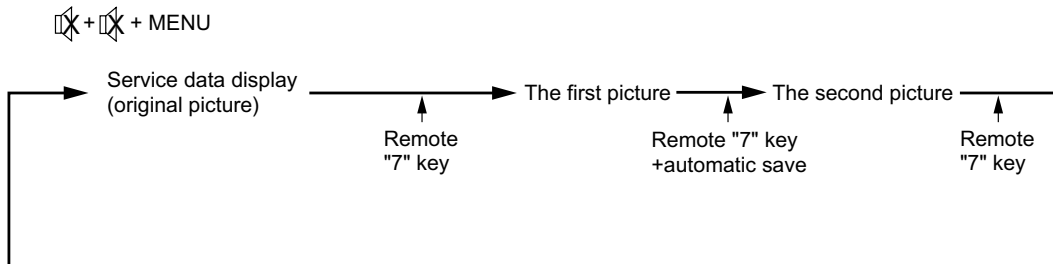 + + MENU
Service data display
(original picture)
The first picture
The second picture
Remote
"7" key
Remote "7" key
+automatic save
Remote
"7" key